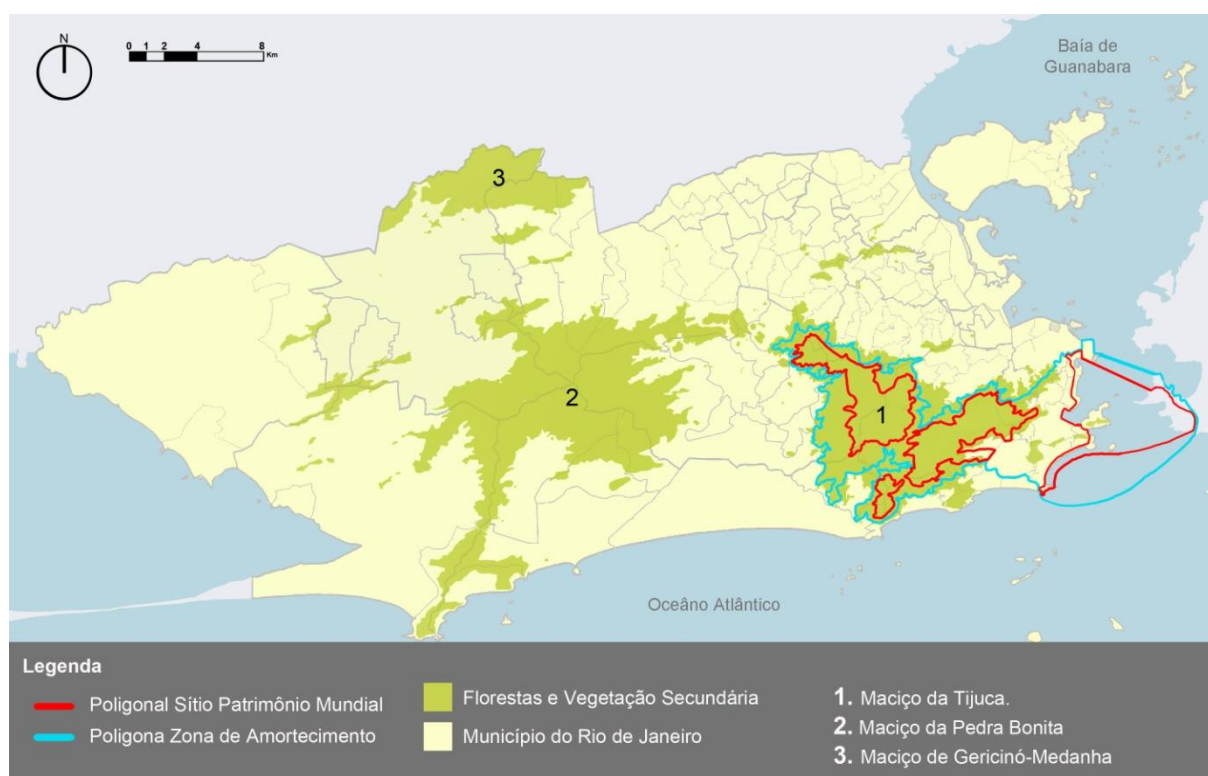 N
0 1 2 4 8
Km
Baía de
Guanabara
3
2
1
Oceâno Atlântico
Legenda
Poligonal Sítio Patrimônio Mundial
Poligona Zona de Amortecimento
Florestas e Vegetação Secundária
Município do Rio de Janeiro
1. Maciço da Tijuca.
2. Maciço da Pedra Bonita
3. Maciço de Gericinó-Medanha